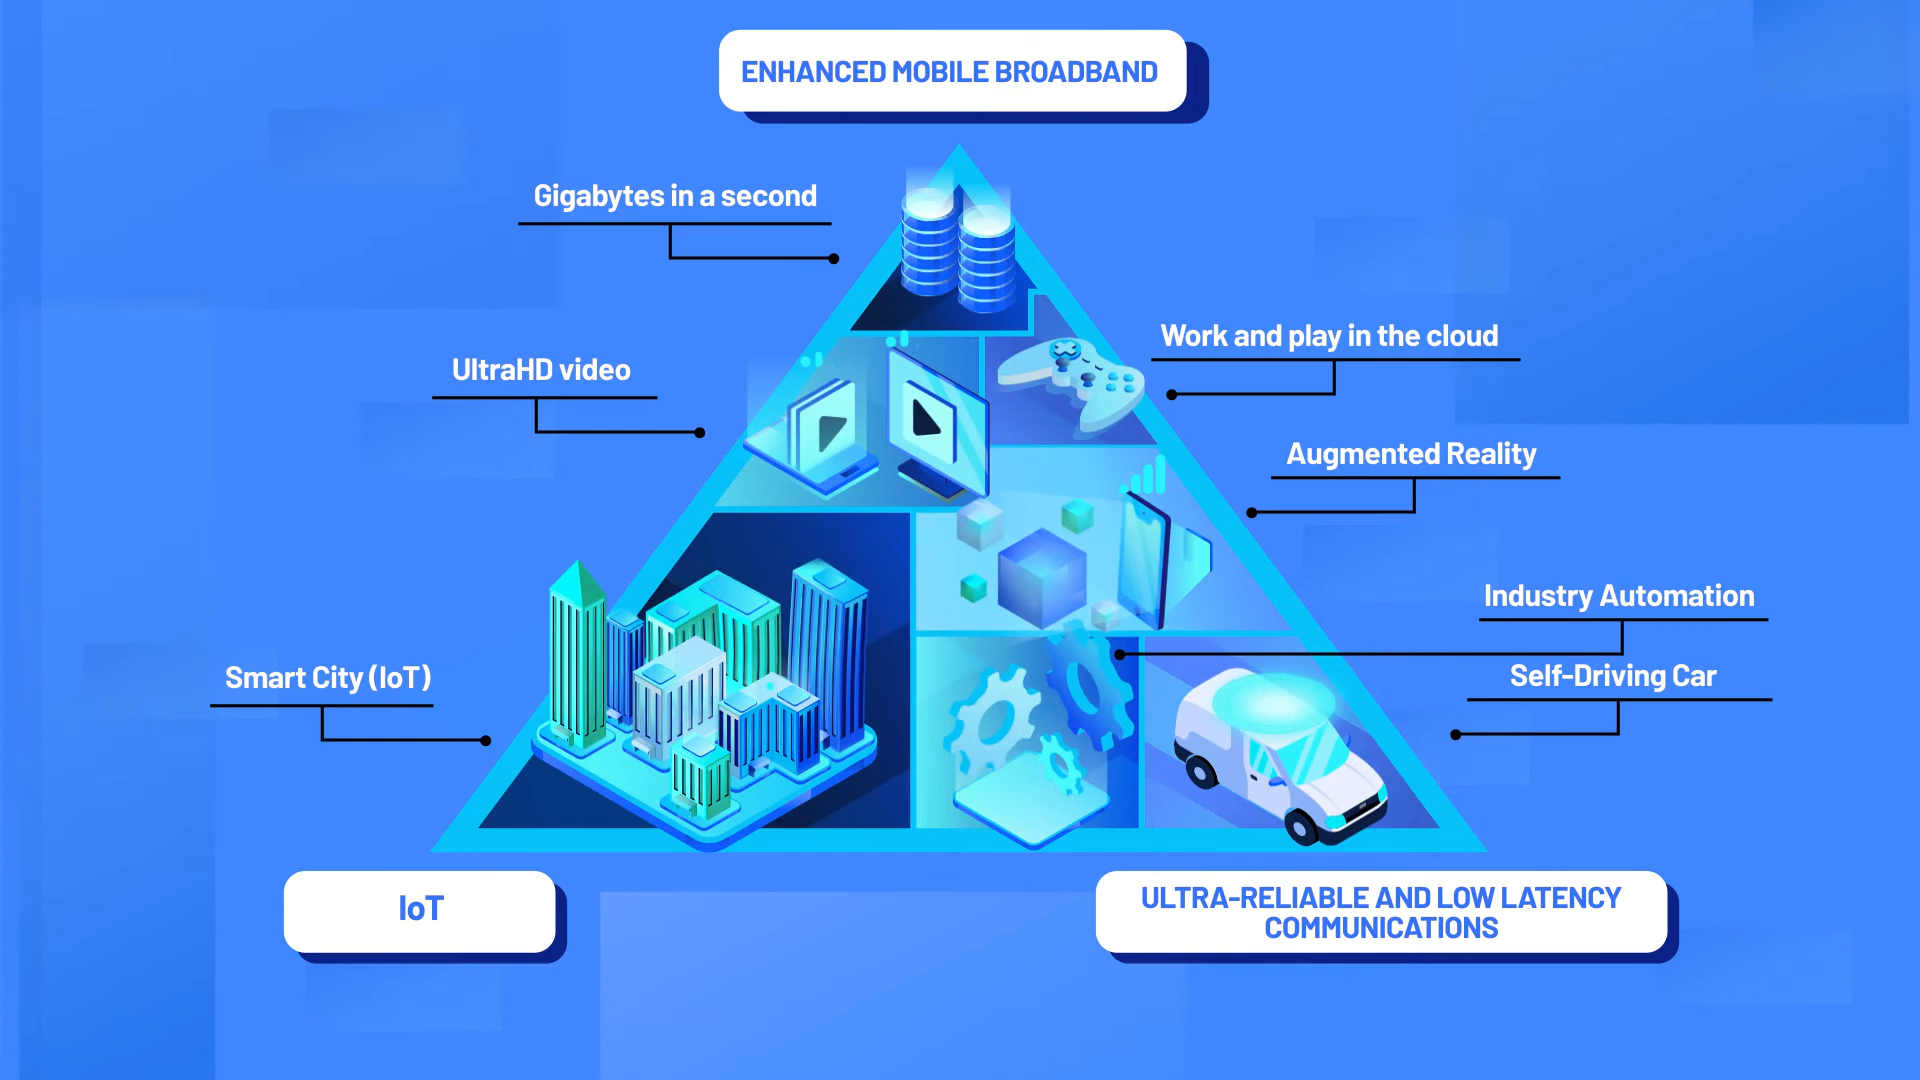 ENHANCED MOBILE BROADBAND
Gigabytes in a second
Work and play in the cloud
UltraHD video
Augmented Reality
Industry Automation
Smart City (IoT)
Self-Driving Car
IoT
ULTRA-RELIABLE AND LOW LATENCY
COMMUNICATIONS